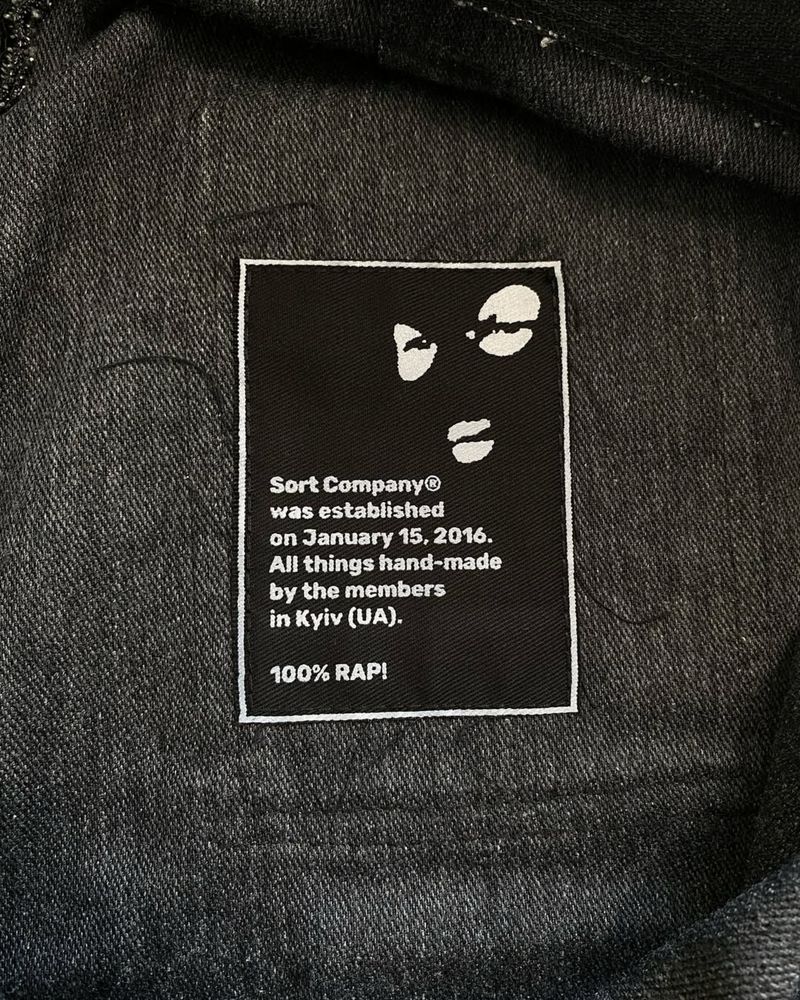 Sort Company®
was established
on January 15, 2016.
All things hand-made
by the members
in Kyiv (UA).
100% RAP!